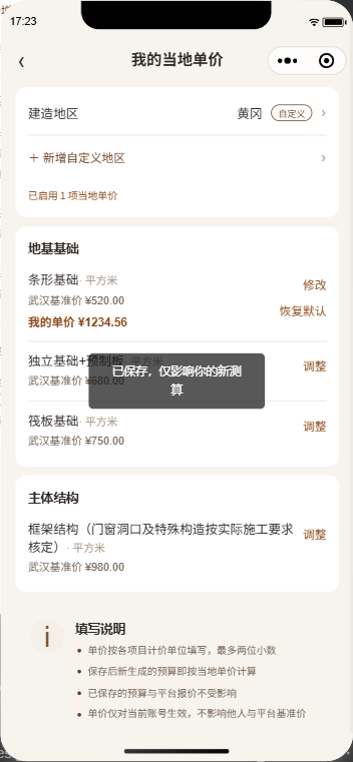 17:23
我的当地单价
建造地区 黄冈 自定义
＋ 新增自定义地区
已启用 1 项当地单价
地基基础
条形基础 · 平方米
武汉基准价 ¥520.00
修改
我的单价 ¥1234.56
恢复默认
独立基础+预制板 · 平方米
武汉基准价 ¥680.00
调整
已保存，仅影响你的新测
算
筏板基础 · 平方米
武汉基准价 ¥750.00
调整
主体结构
框架结构（门窗洞口及特殊构造按实际施工要求
核定） · 平方米
调整
武汉基准价 ¥980.00
填写说明
• 单价按各项目计价单位填写，最多两位小数
• 保存后新生成的预算即按当地单价计算
• 已保存的预算与平台报价不受影响
• 单价仅对当前账号生效，不影响他人与平台基准价